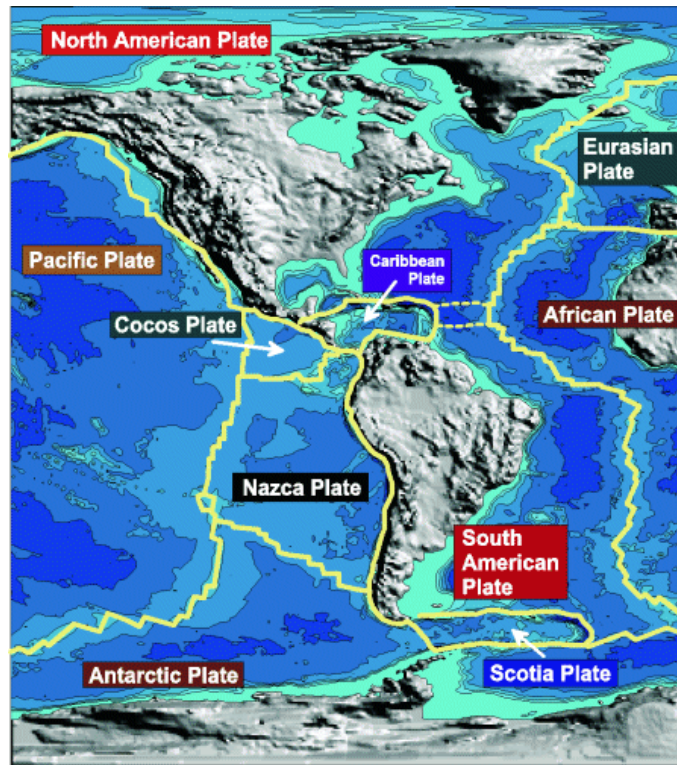 North American Plate
Eurasian
Plate
Pacific Plate
Caribbean
Plate
Cocos Plate
African Plate
Nazca Plate
South
American
Plate
Antarctic Plate
Scotia Plate